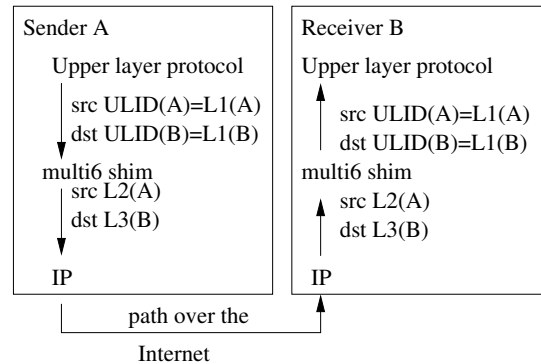 Sender A
Upper layer protocol
src ULID(A)=L1(A)
dst ULID(B)=L1(B)
multi6 shim
src L2(A)
dst L3(B)
IP
Receiver B
Upper layer protocol
src ULID(A)=L1(A)
dst ULID(B)=L1(B)
multi6 shim
src L2(A)
dst L3(B)
IP
path over the
Internet